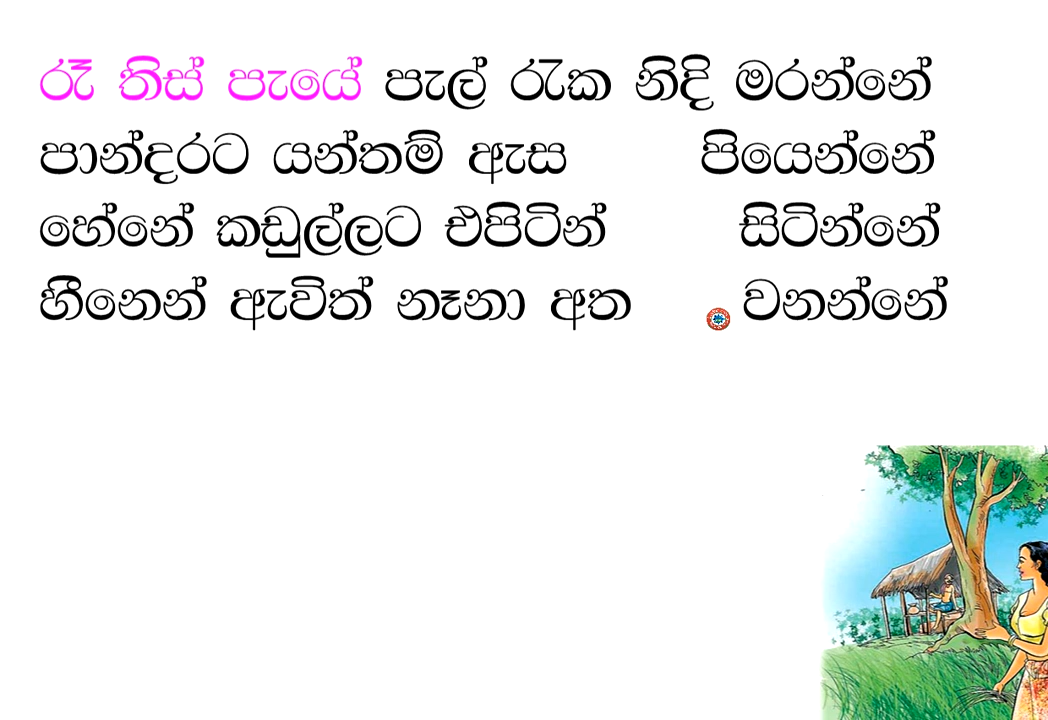 රෑ තිස් පැයේ පැල් රැක නිදි මරන්නේ
පාන්දරට යන්තම් ඇස පියෙන්නේ
හේනේ කඩුල්ලට එපිටින් සිටින්නේ
හීනෙන් ඇවිත් නෑනා අත වනන්නේ